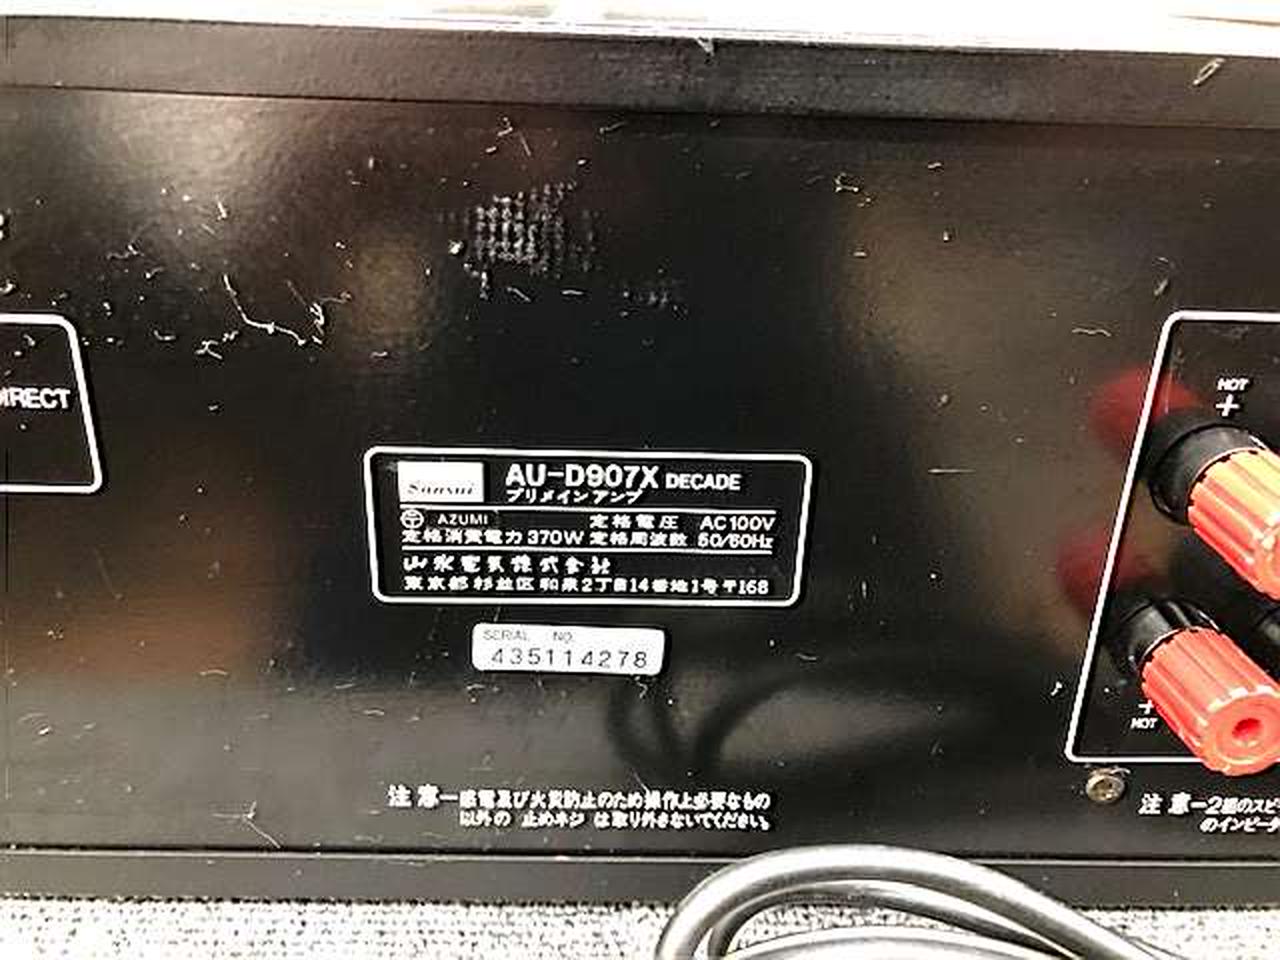 DIRECT
HOT
+
Sansui
AU-D907X DECADE
プリメインアンプ
〒 AZUMI 定格電圧 AC100V
定格消費電力 370W 定格周波数 50/60Hz
山水電気株式会社
東京都杉並区和泉2丁目14番地1号〒168
SERIAL NO.
435114278
+
HOT
注意—感電及び火災防止のため操作上必要なもの
以外の止めネジは取り外さないでください。
注意—2組のスピ
のインピーダ